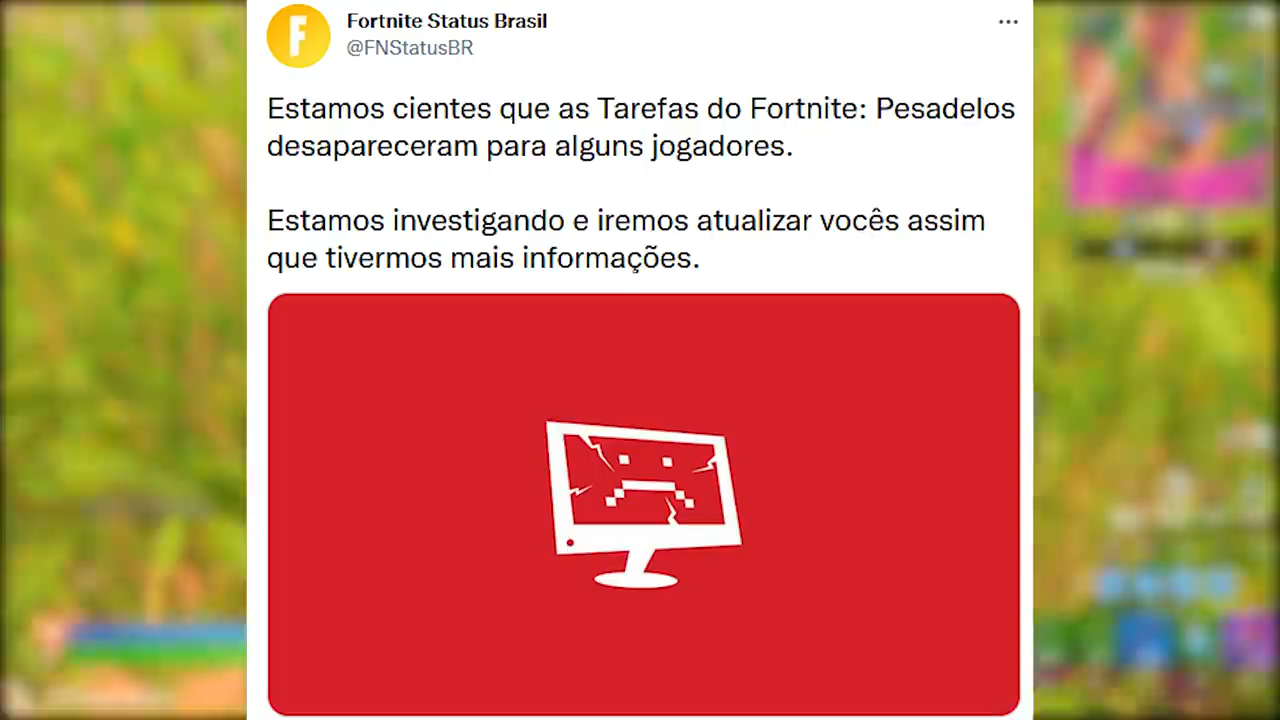 Fortnite Status Brasil
@FNStatusBR
Estamos cientes que as Tarefas do Fortnite: Pesadelos
desapareceram para alguns jogadores.
Estamos investigando e iremos atualizar vocês assim
que tivermos mais informações.